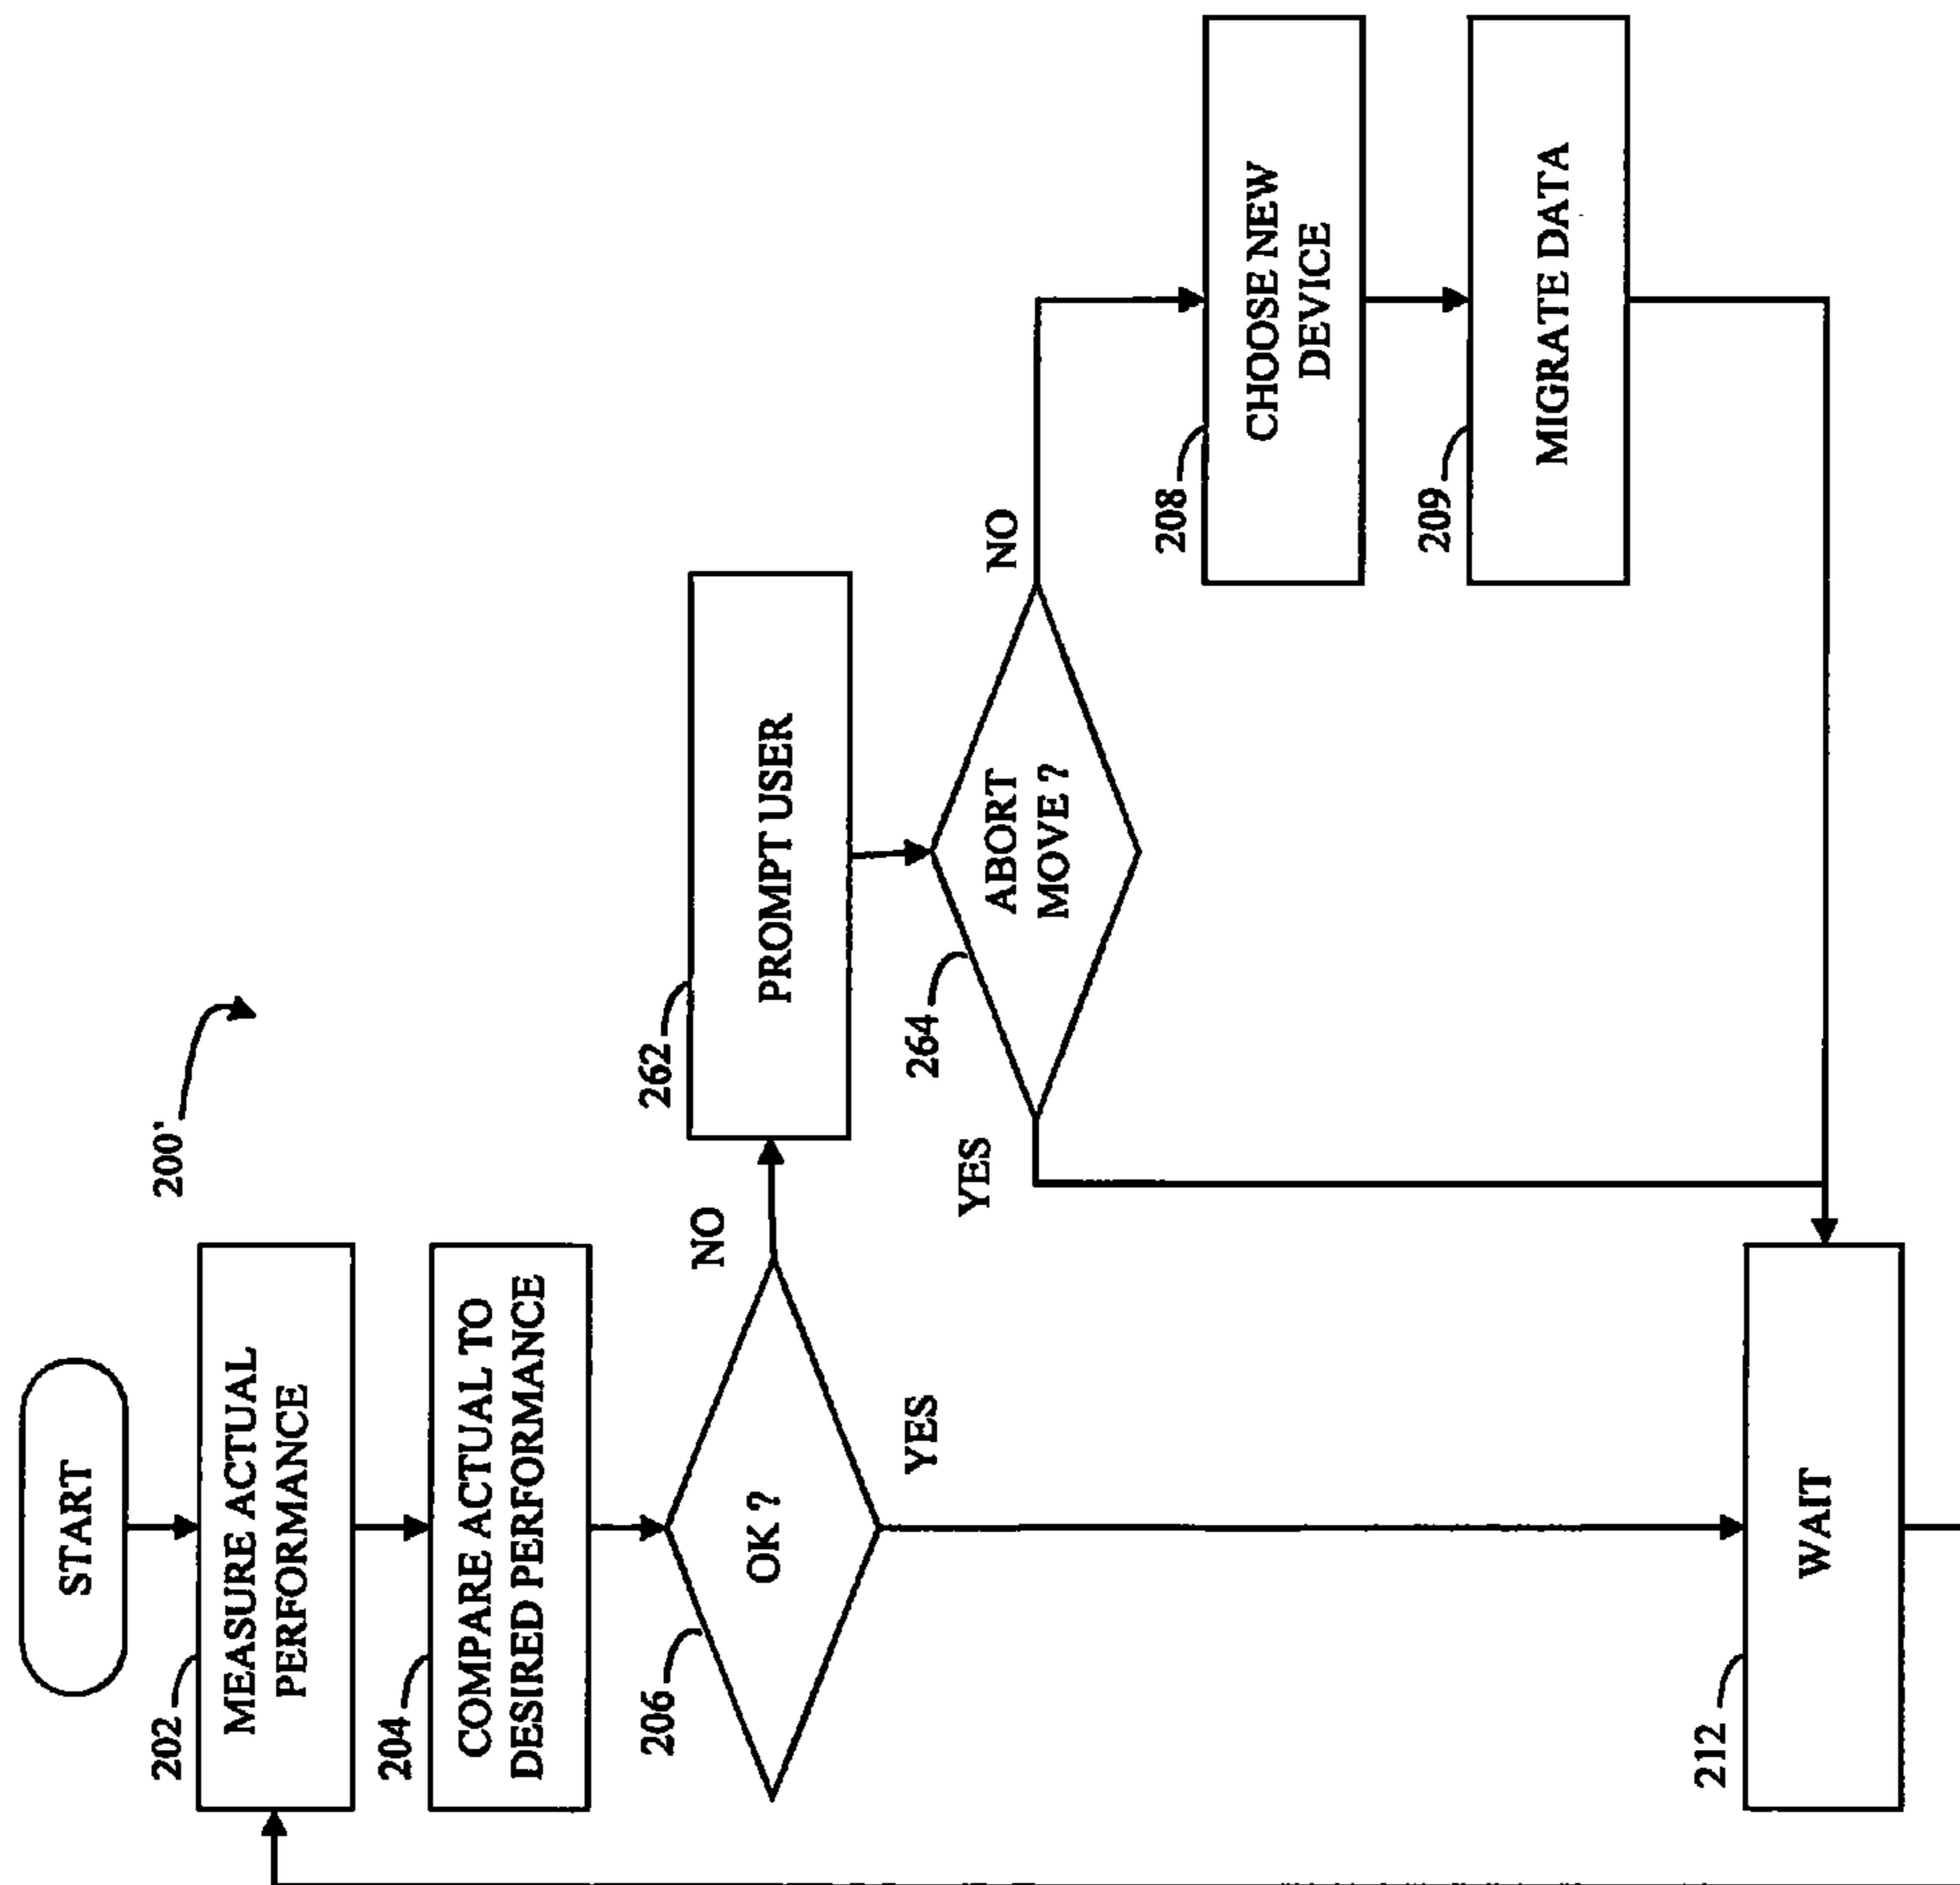 200'
START
202
MEASURE ACTUAL
PERFORMANCE
204
COMPARE ACTUAL TO
DESIRED PERFORMANCE
206
OK ?
NO
YES
262
PROMPT USER
264
ABORT
MOVE ?
YES
NO
208
CHOOSE NEW
DEVICE
209
MIGRATE DATA
212
WAIT